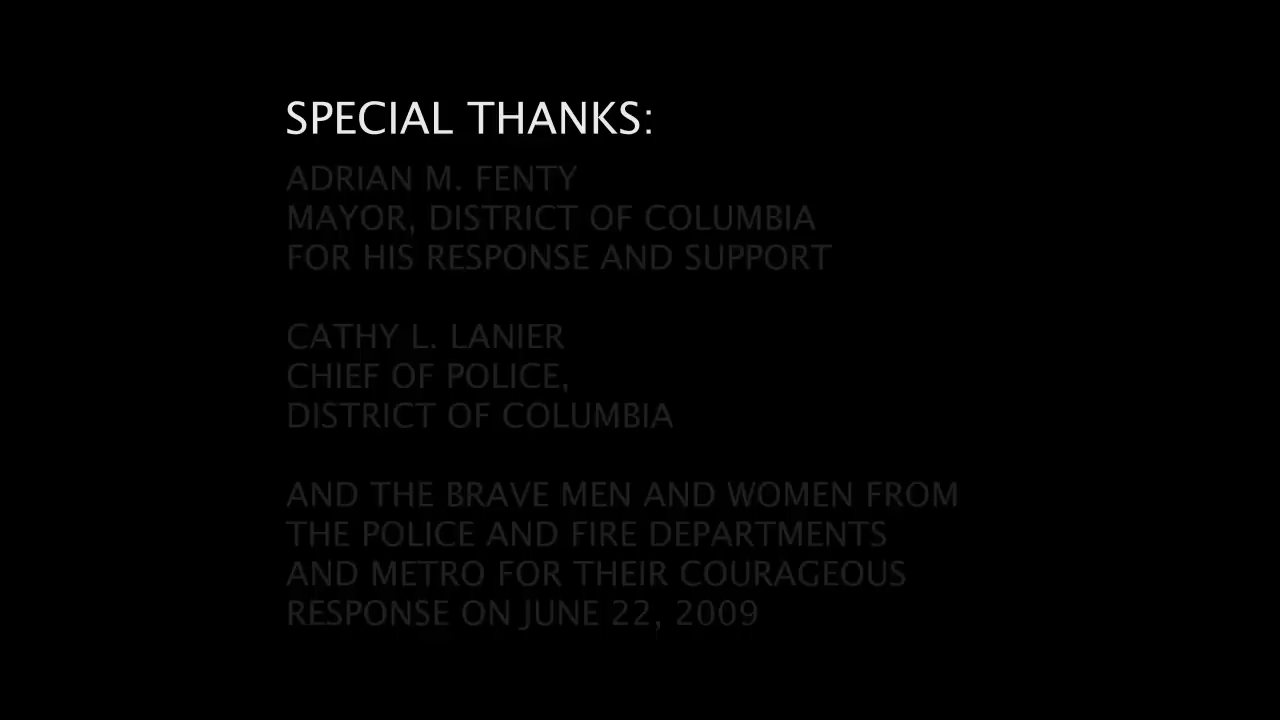 SPECIAL THANKS:
ADRIAN M. FENTY
MAYOR, DISTRICT OF COLUMBIA
FOR HIS RESPONSE AND SUPPORT
CATHY L. LANIER
CHIEF OF POLICE,
DISTRICT OF COLUMBIA
AND THE BRAVE MEN AND WOMEN FROM
THE POLICE AND FIRE DEPARTMENTS
AND METRO FOR THEIR COURAGEOUS
RESPONSE ON JUNE 22, 2009